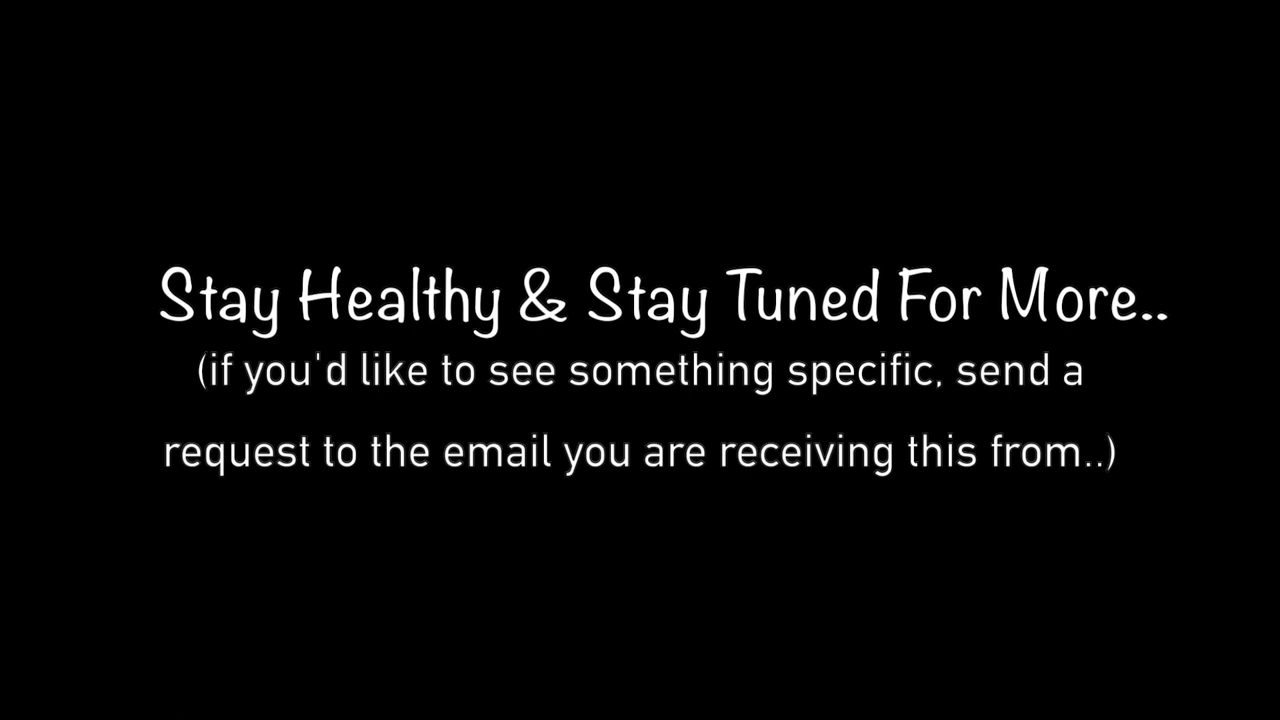 Stay Healthy & Stay Tuned For More..
(if you'd like to see something specific, send a
request to the email you are receiving this from..)